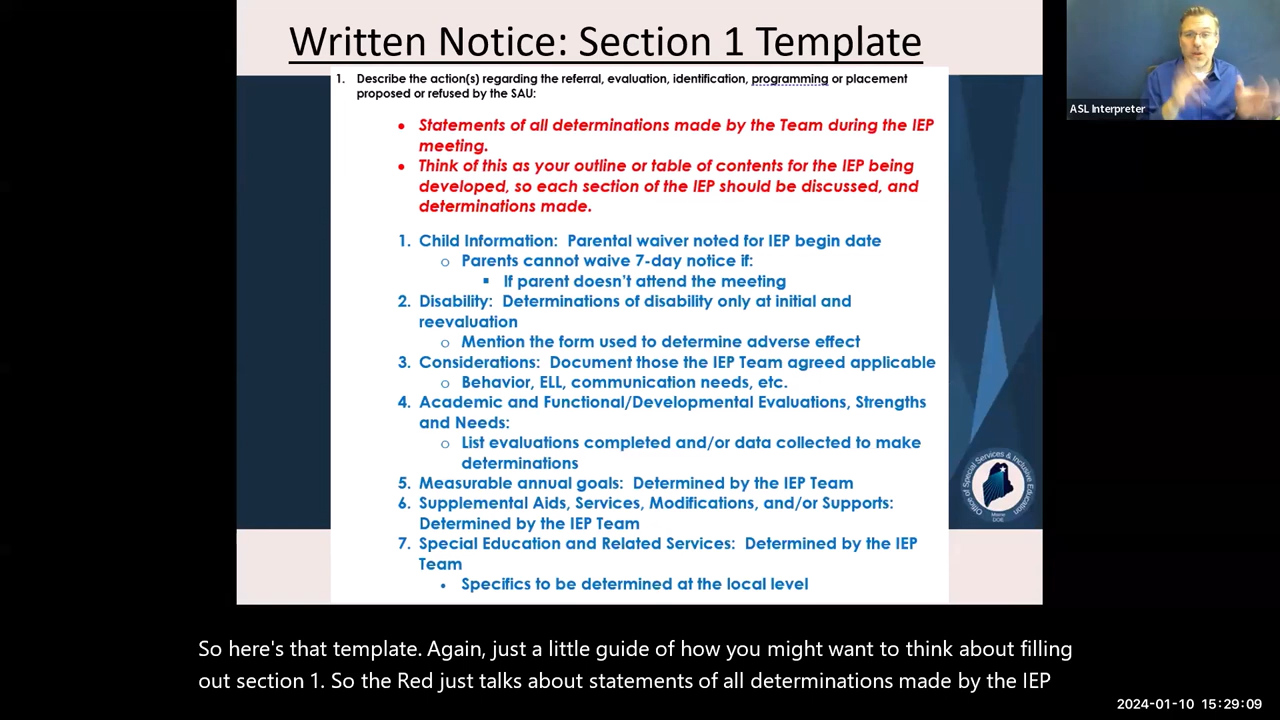 Written Notice: Section 1 Template
1. Describe the action(s) regarding the referral, evaluation, identification, programming or placement
proposed or refused by the SAU:
• Statements of all determinations made by the Team during the IEP
meeting.
• Think of this as your outline or table of contents for the IEP being
developed, so each section of the IEP should be discussed, and
determinations made.
1. Child Information: Parental waiver noted for IEP begin date
o Parents cannot waive 7-day notice if:
▪ If parent doesn't attend the meeting
2. Disability: Determinations of disability only at initial and
reevaluation
o Mention the form used to determine adverse effect
3. Considerations: Document those the IEP Team agreed applicable
o Behavior, ELL, communication needs, etc.
4. Academic and Functional/Developmental Evaluations, Strengths
and Needs:
o List evaluations completed and/or data collected to make
determinations
5. Measurable annual goals: Determined by the IEP Team
6. Supplemental Aids, Services, Modifications, and/or Supports:
Determined by the IEP Team
7. Special Education and Related Services: Determined by the IEP
Team
• Specifics to be determined at the local level
ASL Interpreter
Office of Special Services & Inclusive Education
Maine
DOE
So here's that template. Again, just a little guide of how you might want to think about filling
out section 1. So the Red just talks about statements of all determinations made by the IEP
2024-01-10 15:29:09